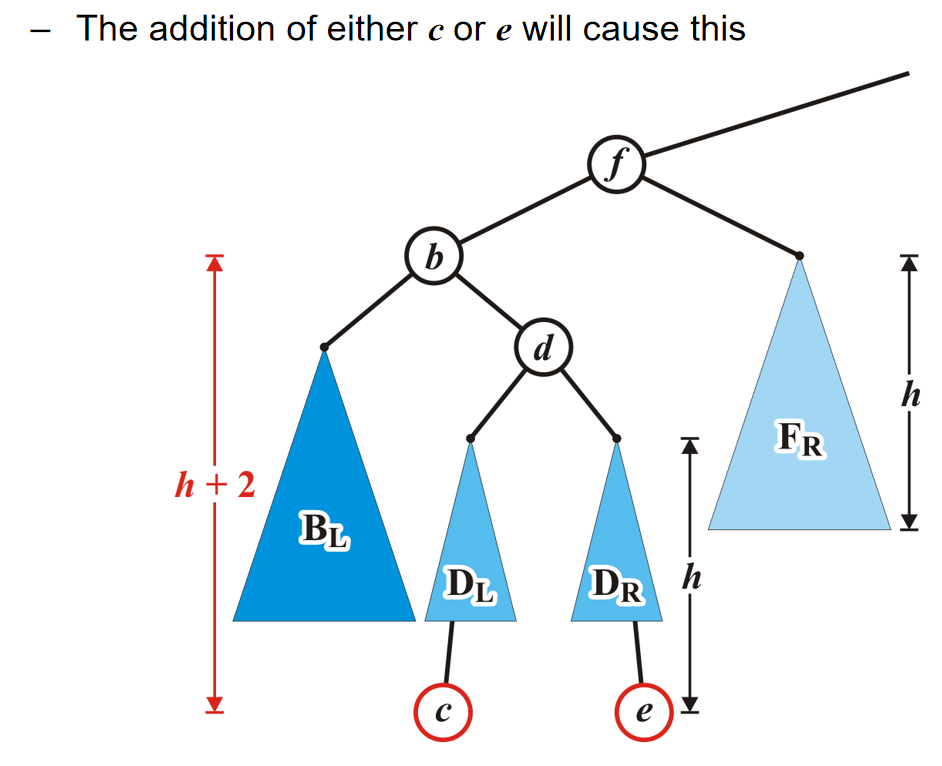 – The addition of either c or e will cause this
f
b
d
h
F_R
h + 2
B_L
D_L
D_R
h
c
e